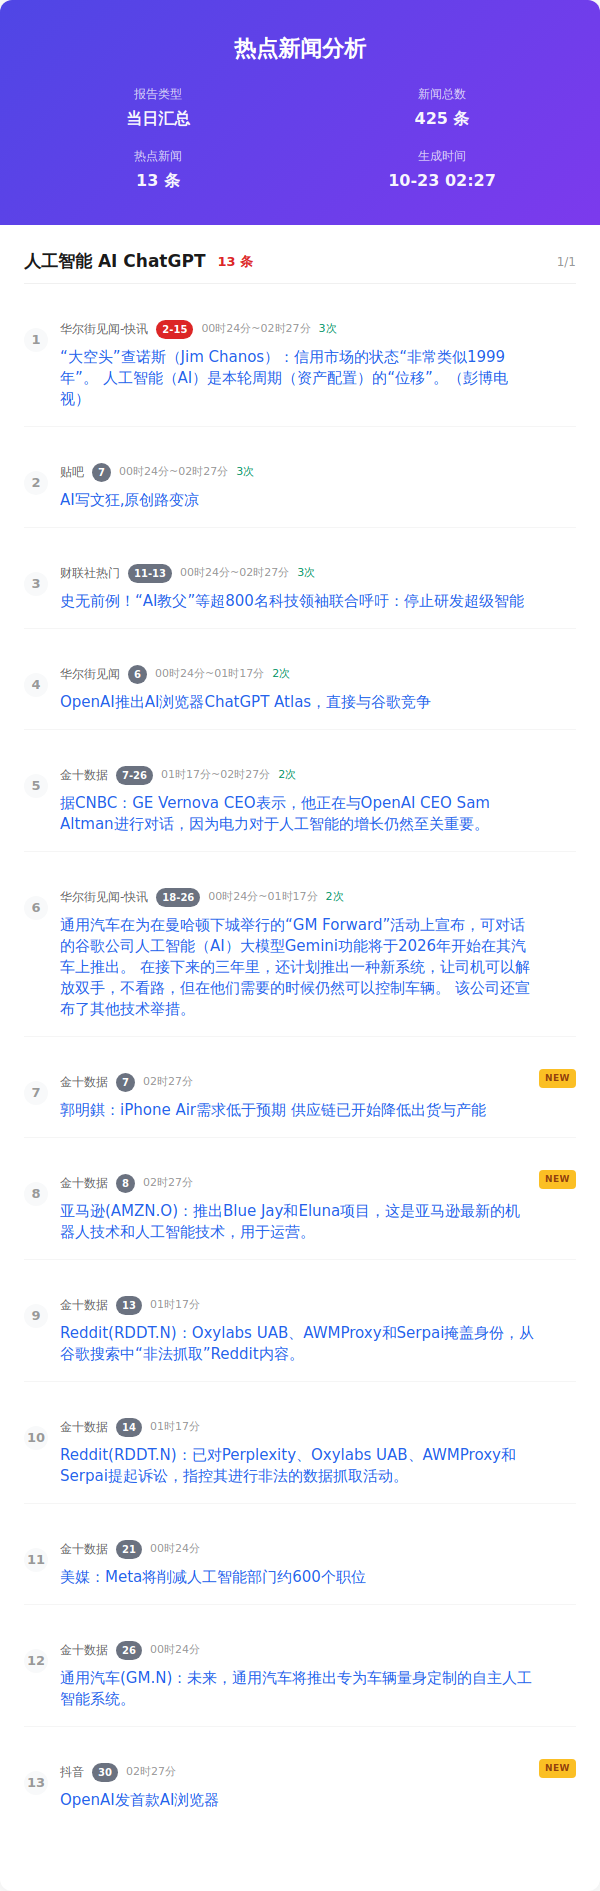 热点新闻分析
报告类型
新闻总数
当日汇总
425 条
热点新闻
生成时间
13 条
10-23 02:27
人工智能 AI ChatGPT 13 条 1/1
1
华尔街见闻-快讯 2-15 00时24分~02时27分 3次
“大空头”查诺斯（Jim Chanos）：信用市场的状态“非常类似1999
年”。 人工智能（AI）是本轮周期（资产配置）的“位移”。（彭博电
视）
2
贴吧 7 00时24分~02时27分 3次
AI写文狂,原创路变凉
3
财联社热门 11-13 00时24分~02时27分 3次
史无前例！“AI教父”等超800名科技领袖联合呼吁：停止研发超级智能
4
华尔街见闻 6 00时24分~01时17分 2次
OpenAI推出AI浏览器ChatGPT Atlas，直接与谷歌竞争
5
金十数据 7-26 01时17分~02时27分 2次
据CNBC：GE Vernova CEO表示，他正在与OpenAI CEO Sam
Altman进行对话，因为电力对于人工智能的增长仍然至关重要。
6
华尔街见闻-快讯 18-26 00时24分~01时17分 2次
通用汽车在为在曼哈顿下城举行的“GM Forward”活动上宣布，可对话
的谷歌公司人工智能（AI）大模型Gemini功能将于2026年开始在其汽
车上推出。 在接下来的三年里，还计划推出一种新系统，让司机可以解
放双手，不看路，但在他们需要的时候仍然可以控制车辆。 该公司还宣
布了其他技术举措。
7
金十数据 7 02时27分 NEW
郭明錤：iPhone Air需求低于预期 供应链已开始降低出货与产能
8
金十数据 8 02时27分 NEW
亚马逊(AMZN.O)：推出Blue Jay和Eluna项目，这是亚马逊最新的机
器人技术和人工智能技术，用于运营。
9
金十数据 13 01时17分
Reddit(RDDT.N)：Oxylabs UAB、AWMProxy和Serpai掩盖身份，从
谷歌搜索中“非法抓取”Reddit内容。
10
金十数据 14 01时17分
Reddit(RDDT.N)：已对Perplexity、Oxylabs UAB、AWMProxy和
Serpai提起诉讼，指控其进行非法的数据抓取活动。
11
金十数据 21 00时24分
美媒：Meta将削减人工智能部门约600个职位
12
金十数据 26 00时24分
通用汽车(GM.N)：未来，通用汽车将推出专为车辆量身定制的自主人工
智能系统。
13
抖音 30 02时27分 NEW
OpenAI发首款AI浏览器